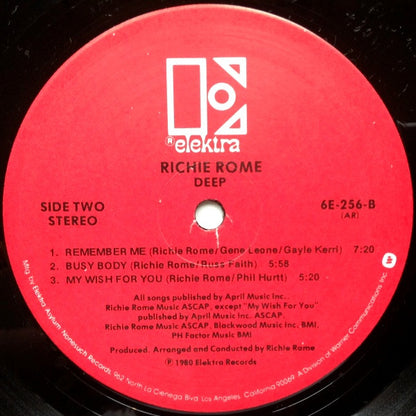 ℗ elektra
RICHIE ROME
DEEP
SIDE TWO
STEREO
6E-256-B
(AR)
1. REMEMBER ME (Richie Rome/Gene Leone/Gayle Kerri) 7:20
2. BUSY BODY (Richie Rome/Russ Faith) 5:58
3. MY WISH FOR YOU (Richie Rome/Phil Hurtt) 5:20
All songs published by April Music Inc.,
Richie Rome Music ASCAP, except "My Wish For You"
published by April Music Inc. ASCAP,
Richie Rome Music ASCAP, Blackwood Music Inc. BMI,
PH Factor Music BMI
Produced, Arranged and Conducted by Richie Rome
℗ 1980 Elektra Records
Mfg. by Elektra/Asylum/Nonesuch Records, 962 North La Cienega Blvd. Los Angeles, California 90069. A Division of Warner Communications Inc.